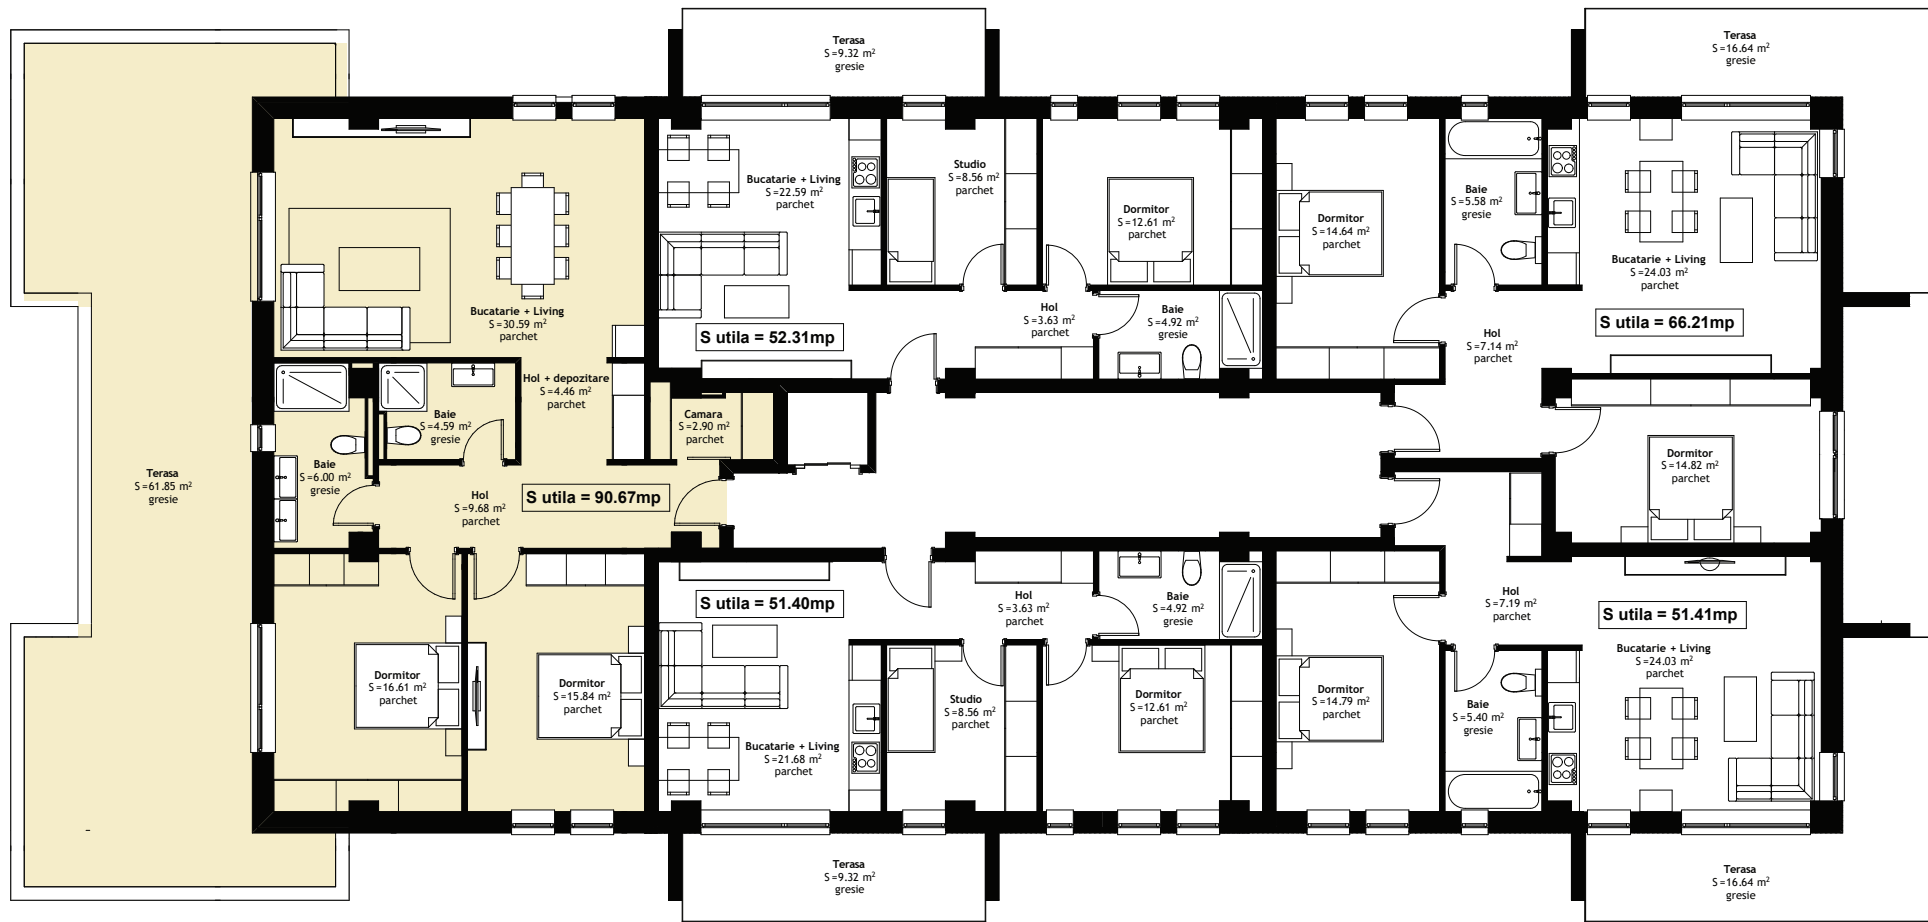 Terasa
S=9.32 m²
gresie
Terasa
S=16.64 m²
gresie
Bucatarie + Living
S=30.59 m²
parchet
Bucatarie + Living
S=22.59 m²
parchet
S utila = 52.31mp
Studio
S=8.56 m²
parchet
Dormitor
S=12.61 m²
parchet
Hol
S=3.63 m²
parchet
Baie
S=4.92 m²
gresie
Dormitor
S=14.64 m²
parchet
Baie
S=5.58 m²
gresie
Bucatarie + Living
S=24.03 m²
parchet
S utila = 66.21mp
Hol
S=7.14 m²
parchet
Hol + depozitare
S=4.46 m²
parchet
Baie
S=4.59 m²
gresie
Camara
S=2.90 m²
parchet
Terasa
S=61.85 m²
gresie
Baie
S=6.00 m²
gresie
Hol
S=9.68 m²
parchet
S utila = 90.67mp
Dormitor
S=14.82 m²
parchet
Dormitor
S=16.61 m²
parchet
Dormitor
S=15.84 m²
parchet
S utila = 51.40mp
Bucatarie + Living
S=21.68 m²
parchet
Studio
S=8.56 m²
parchet
Hol
S=3.63 m²
parchet
Baie
S=4.92 m²
gresie
Dormitor
S=12.61 m²
parchet
Dormitor
S=14.79 m²
parchet
Hol
S=7.19 m²
parchet
S utila = 51.41mp
Bucatarie + Living
S=24.03 m²
parchet
Baie
S=5.40 m²
gresie
Terasa
S=9.32 m²
gresie
Terasa
S=16.64 m²
gresie